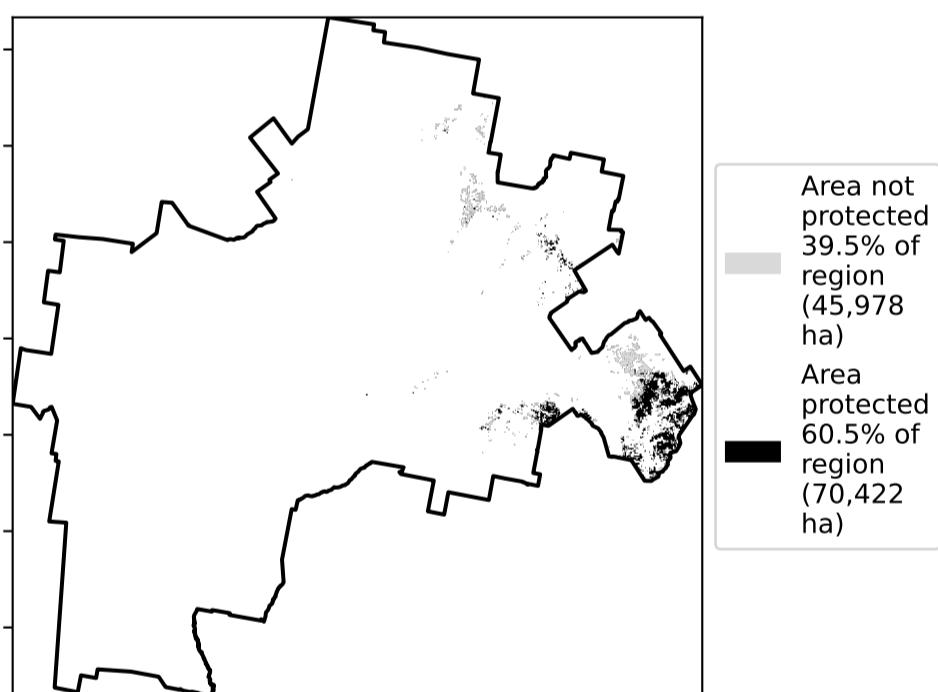 Area not
protected
39.5% of
region
(45,978
ha)
Area
protected
60.5% of
region
(70,422
ha)